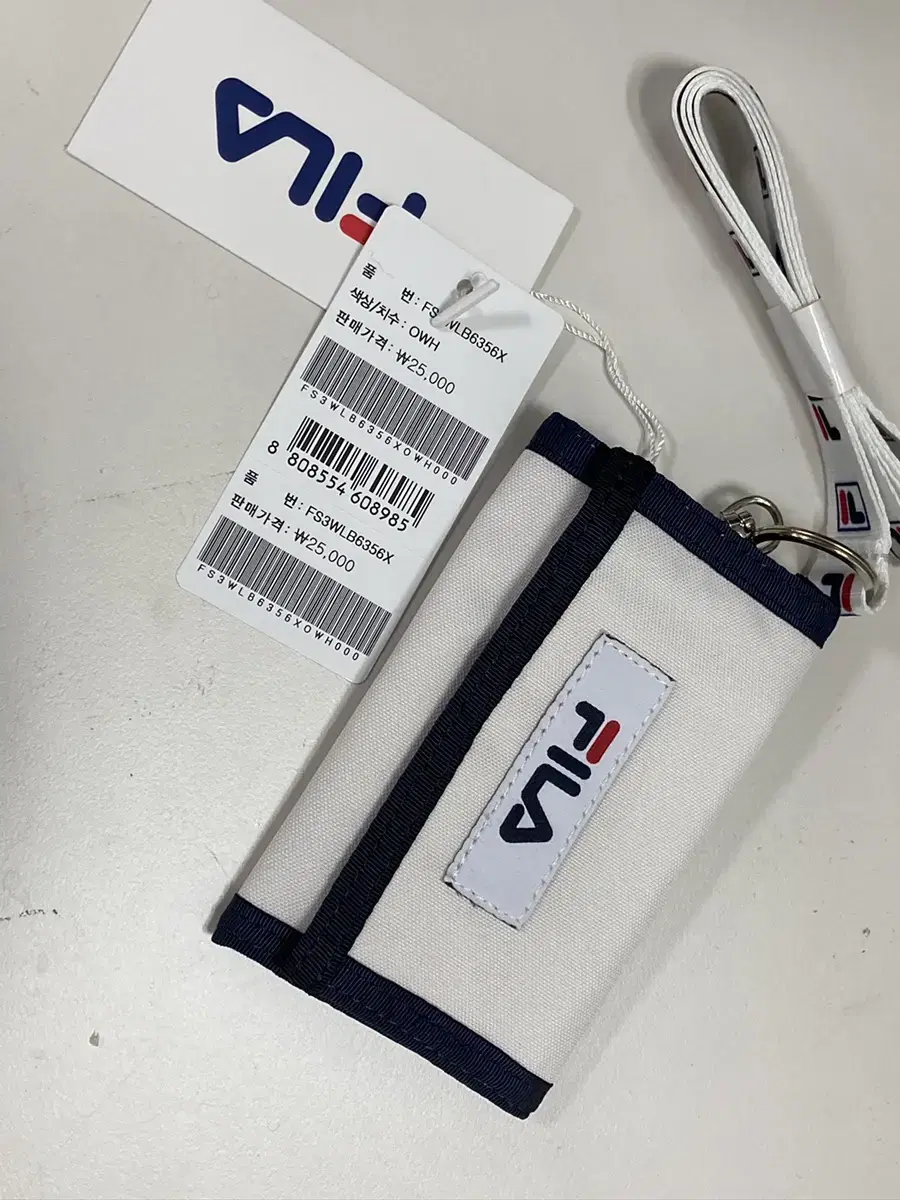 FILA
품 번 : FS3WLB6356X
색상/치수 : OWH
판매가격 : ₩25,000
FS3WLB6356XOWH000
8 808554 608985
품 번 : FS3WLB6356X
판매가격 : ₩25,000
FS3WLB6356XOWH000
FILA